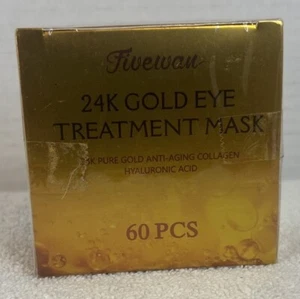 Fivewan
24K GOLD EYE
TREATMENT MASK
24K PURE GOLD ANTI-AGING COLLAGEN
HYALURONIC ACID
60 PCS